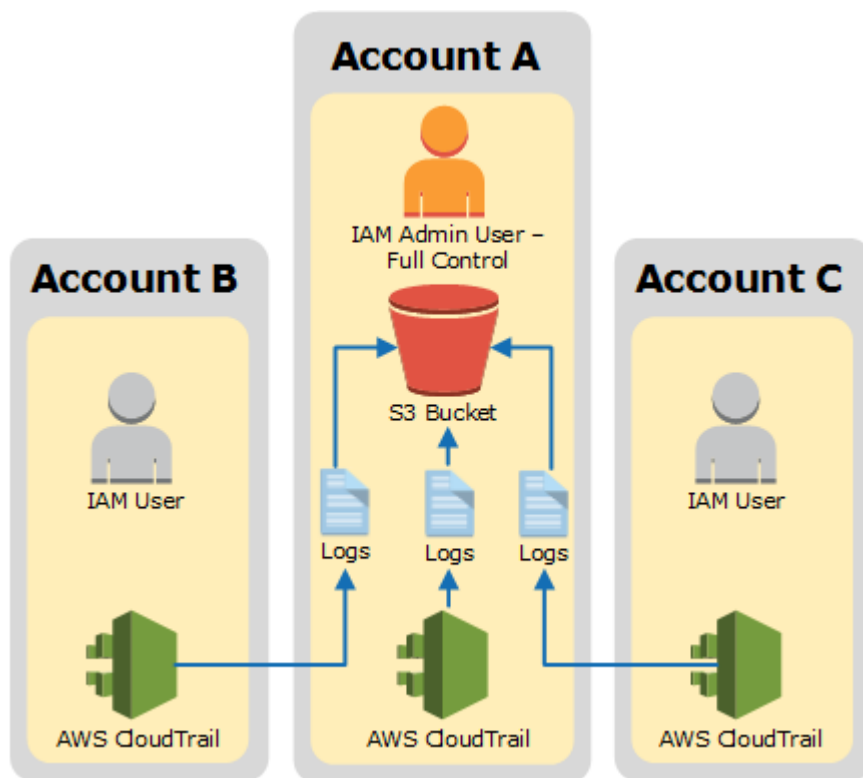 Account A
IAM Admin User –
Full Control
S3 Bucket
Logs
Logs
Logs
AWS CloudTrail
Account B
IAM User
AWS CloudTrail
Account C
IAM User
AWS CloudTrail